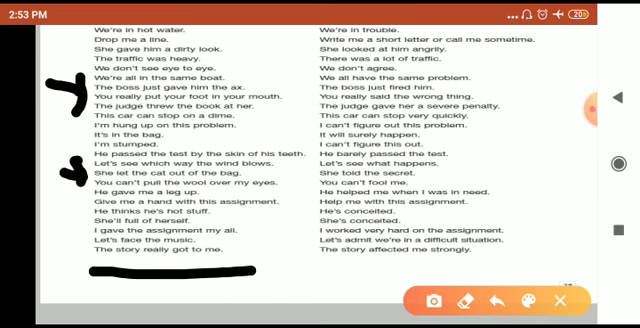 2:53 PM
20
We're in hot water. We're in trouble.
Drop me a line. Write me a short letter or call me sometime.
She gave him a dirty look. She looked at him angrily.
The traffic was heavy. There was a lot of traffic.
We don't see eye to eye. We don't agree.
We're all in the same boat. We all have the same problem.
The boss just gave him the ax. The boss just fired him.
You really put your foot in your mouth. You really said the wrong thing.
The judge threw the book at her. The judge gave her a severe penalty.
This car can stop on a dime. This car can stop very quickly.
I'm hung up on this problem. I can't figure out this problem.
It's in the bag. It will surely happen.
I'm stumped. I can't figure this out.
He passed the test by the skin of his teeth. He barely passed the test.
Let's see which way the wind blows. Let's see what happens.
She let the cat out of the bag. She told the secret.
You can't pull the wool over my eyes. You can't fool me.
He gave me a leg up. He helped me when I was in need.
Give me a hand with this assignment. Help me with this assignment.
He thinks he's hot stuff. He's conceited.
She'll full of herself. She's conceited.
I gave the assignment my all. I worked very hard on the assignment.
Let's face the music. Let's admit we're in a difficult situation.
The story really got to me. The story affected me strongly.